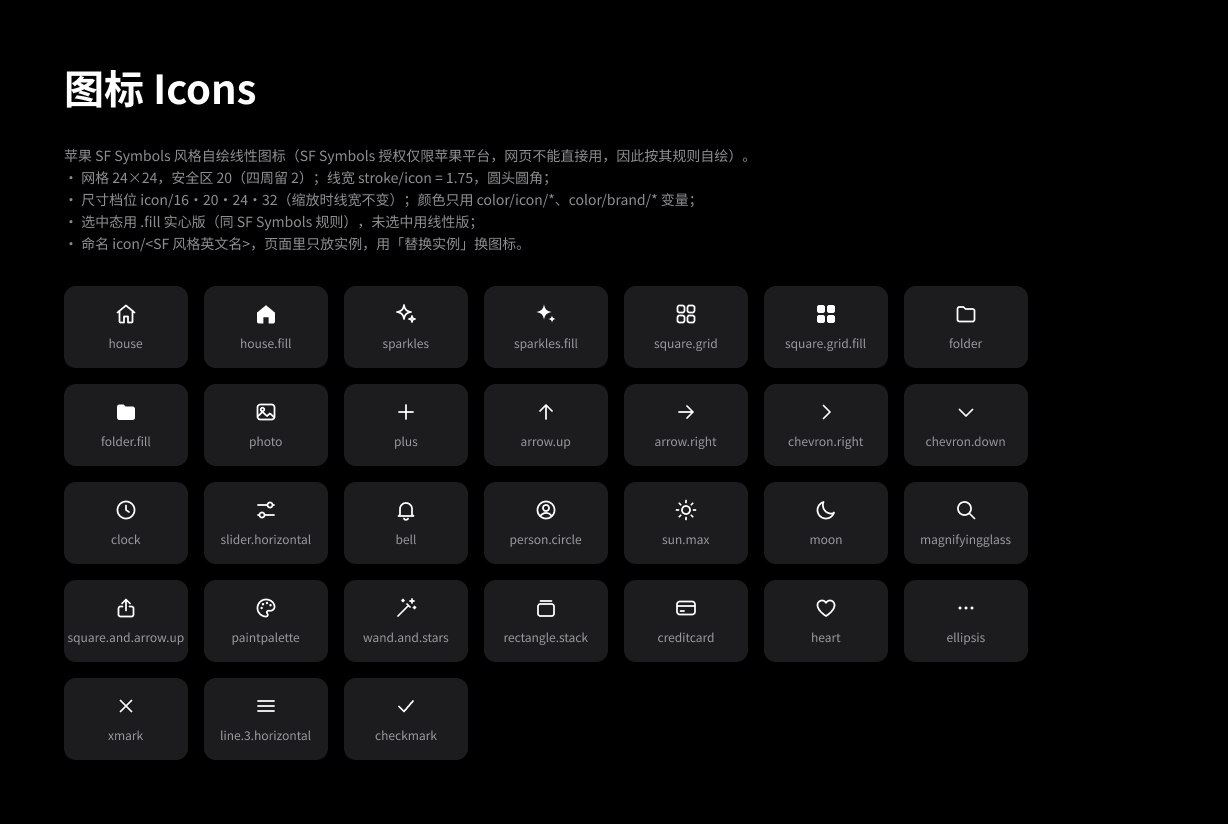 图标 Icons
苹果 SF Symbols 风格自绘线性图标（SF Symbols 授权仅限苹果平台，网页不能直接用，因此按其规则自绘）。
• 网格 24×24，安全区 20（四周留 2）；线宽 stroke/icon = 1.75，圆头圆角；
• 尺寸档位 icon/16・20・24・32（缩放时线宽不变）；颜色只用 color/icon/*、color/brand/* 变量；
• 选中态用 .fill 实心版（同 SF Symbols 规则），未选中用线性版；
• 命名 icon/<SF 风格英文名>，页面里只放实例，用「替换实例」换图标。
house
house.fill
sparkles
sparkles.fill
square.grid
square.grid.fill
folder
folder.fill
photo
plus
arrow.up
arrow.right
chevron.right
chevron.down
clock
slider.horizontal
bell
person.circle
sun.max
moon
magnifyingglass
square.and.arrow.up
paintpalette
wand.and.stars
rectangle.stack
creditcard
heart
ellipsis
xmark
line.3.horizontal
checkmark